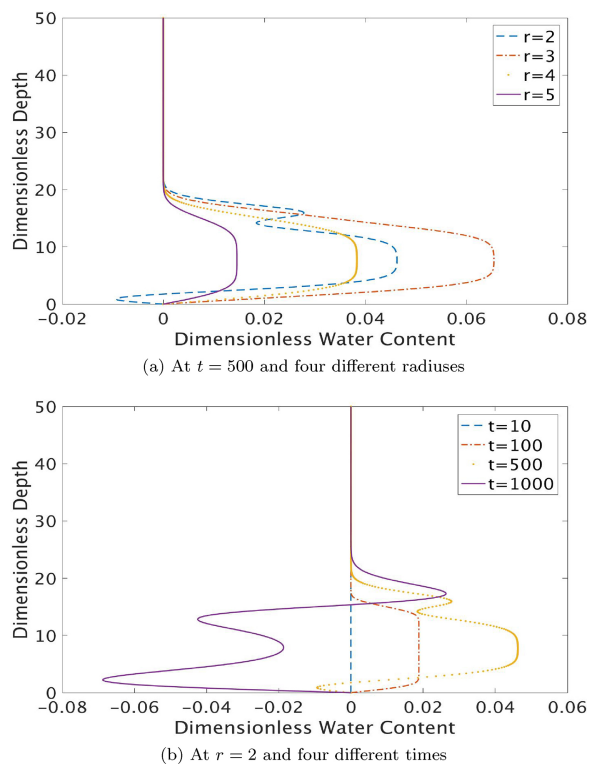 50
40
30
20
10
0
Dimensionless Depth
r=2
r=3
r=4
r=5
-0.02 0 0.02 0.04 0.06 0.08
Dimensionless Water Content
(a) At t = 500 and four different radiuses
50
40
30
20
10
0
Dimensionless Depth
t=10
t=100
t=500
t=1000
-0.08 -0.06 -0.04 -0.02 0 0.02 0.04 0.06
Dimensionless Water Content
(b) At r = 2 and four different times